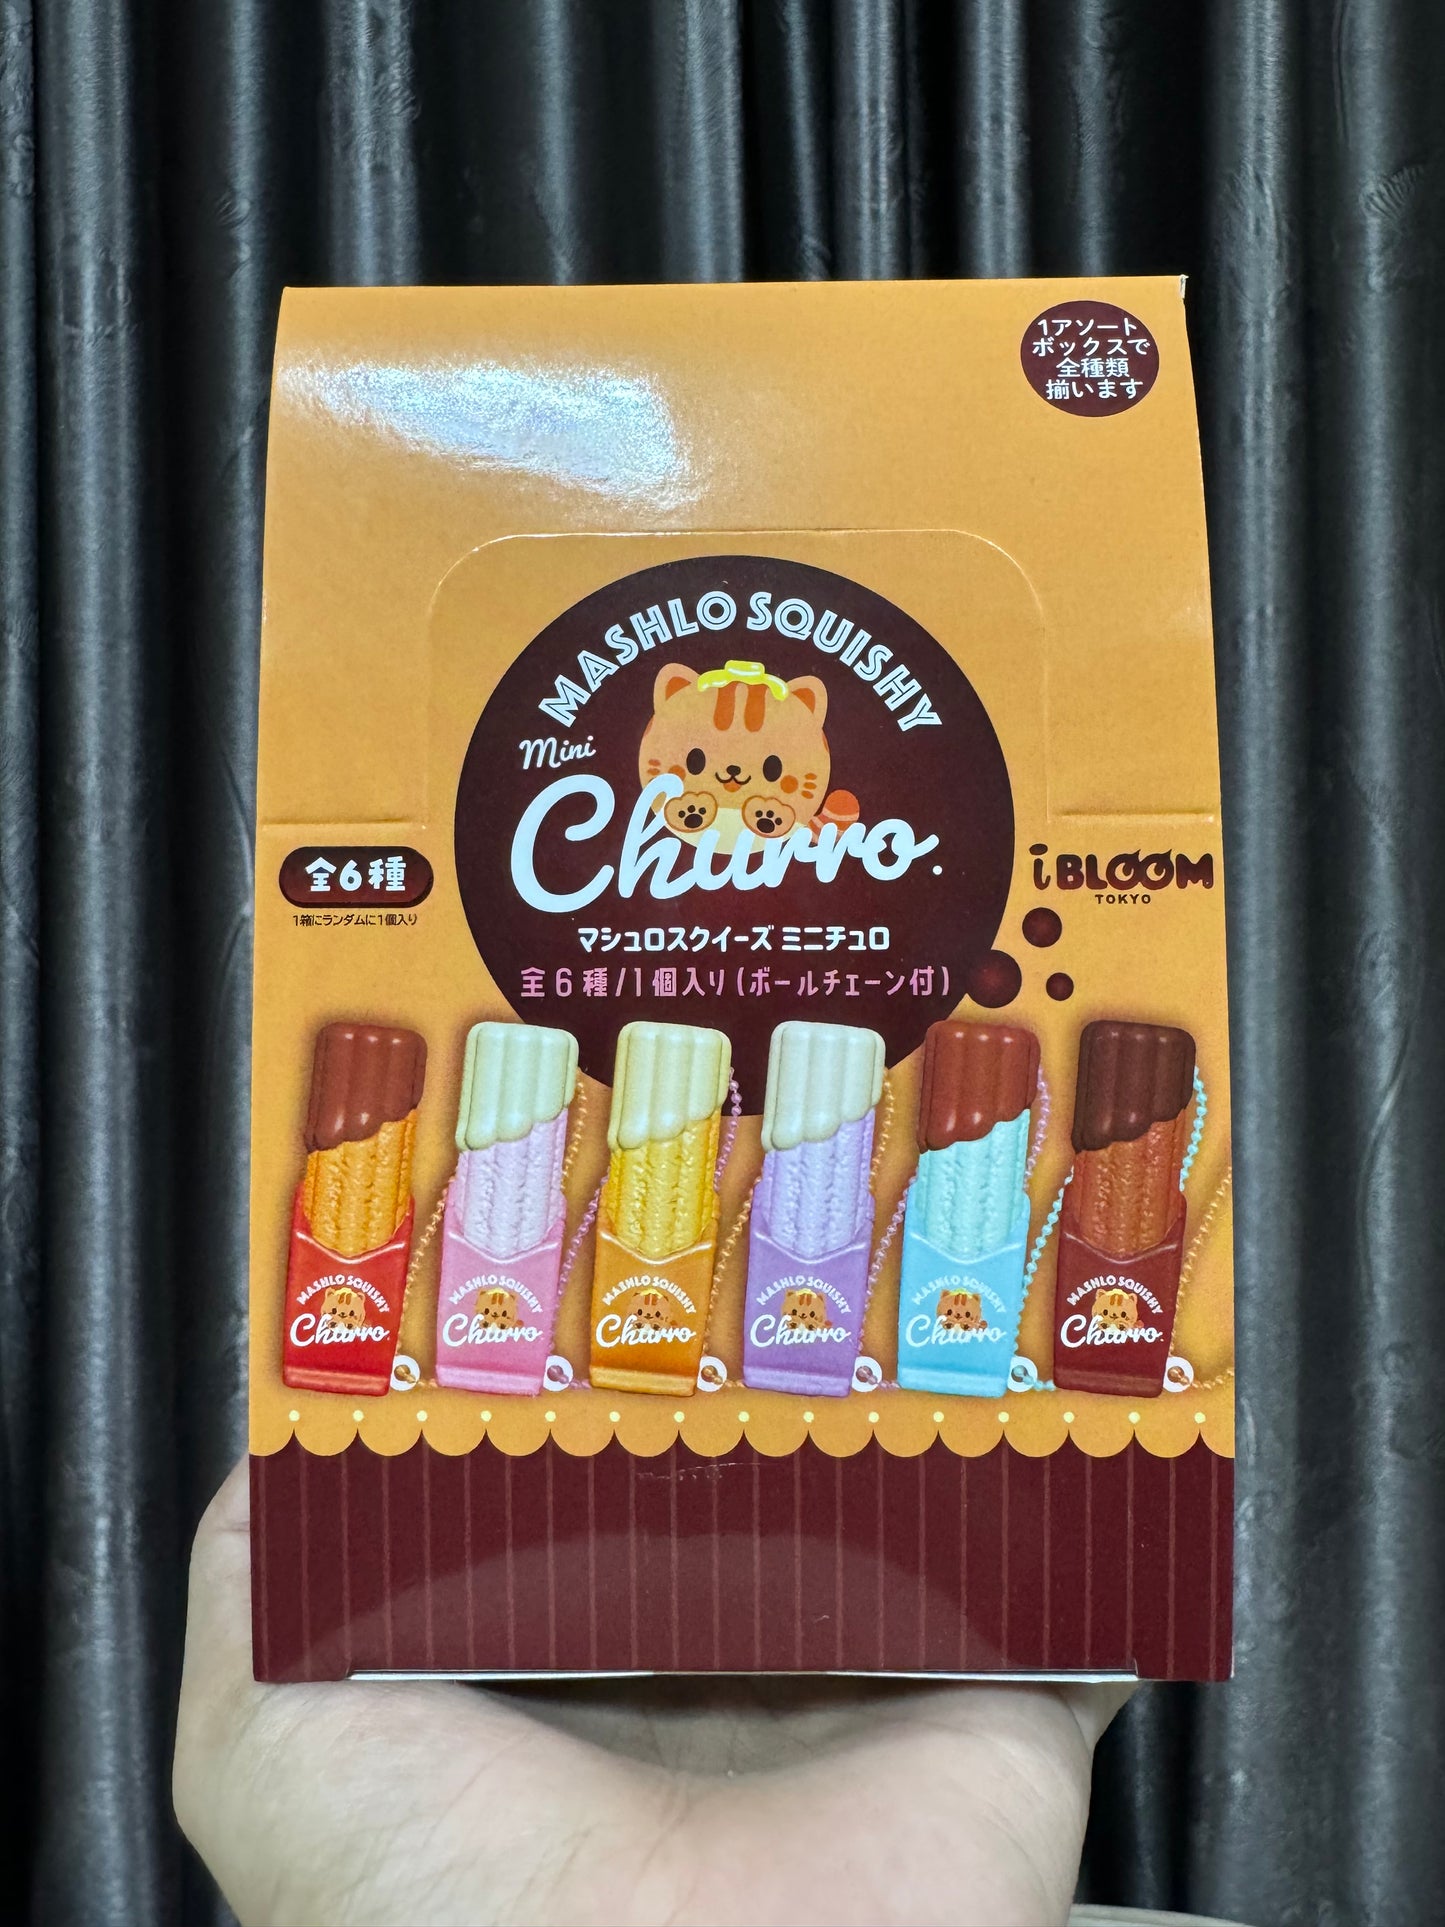 1アソート
ボックスで
全種類
揃います
MASHLO SQUISHY
Mini
Churro.
全6種
1箱にランダムに1個入り
iBLOOM
TOKYO
マシュロスクイーズ ミニチュロ
全6種/1個入り(ボールチェーン付)
MASHLO SQUISHY
Churro.
MASHLO SQUISHY
Churro.
MASHLO SQUISHY
Churro.
MASHLO SQUISHY
Churro.
MASHLO SQUISHY
Churro.
MASHLO SQUISHY
Churro.